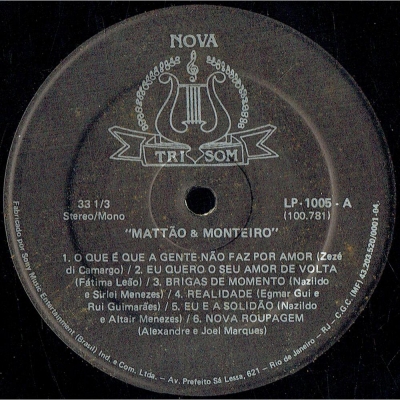 NOVA
TRI SOM
33 1/3
Stereo/Mono
LP-1005-A
(100.781)
"MATTÃO & MONTEIRO"
1. O QUE É QUE A GENTE NÃO FAZ POR AMOR (Zezé
di Camargo) / 2. EU QUERO O SEU AMOR DE VOLTA
(Fátima Leão) / 3. BRIGAS DE MOMENTO (Nazildo
e Sirlei Menezes) / 4. REALIDADE (Egmar Gui e
Rui Guimarães) / 5. EU E A SOLIDÃO (Nazildo
e Altair Menezes) / 6. NOVA ROUPAGEM
(Alexandre e Joel Marques)
Fabricado por Sony Music Entertainment (Brasil) Ind. e Com. Ltda. - Av. Prefeito Sá Lessa, 621 - Rio de Janeiro - RJ - C.G.C. (MF) 43.203.520/0001-04.